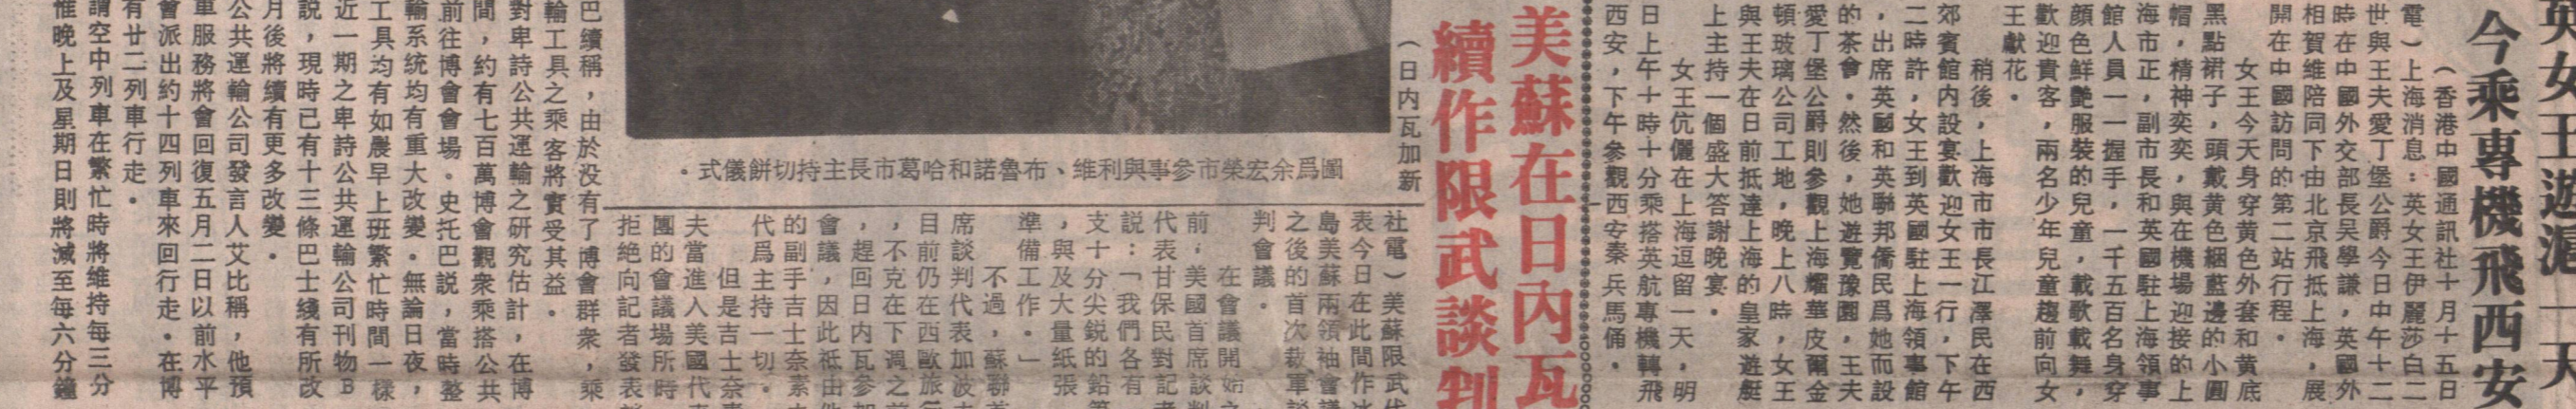 英女王遊滬一天
今乘專機飛西安
（香港中國通訊社十月十五日
電）上海消息：英女王伊麗莎白二
世與王夫愛丁堡公爵今日中午十二
時在中國外交部長吳學謙，英國外
相賀維陪同下由北京飛抵上海，展
開在中國訪問的第二站行程。
女王今天身穿黃色外套和黃底
黑點裙子，頭戴黃色綑藍邊的小圓
帽，精神奕奕，與在機場迎接的上
海市正，副市長和英國駐上海領事
館人員一一握手，一千五百名身穿
顏色鮮艷服裝的兒童，載歌載舞，
歡迎貴客，兩名少年兒童趨前向女
王獻花。
稍後，上海市市長江澤民在西
郊賓館內設宴歡迎女王一行，下午
二時許，女王到英國駐上海領事館
，出席英國和英聯邦僑民爲她而設
的茶會。然後，她遊覽豫園，王夫
愛丁堡公爵則參觀上海耀華皮爾金
頓玻璃公司工地，晚上八時，女王
與王夫在日前抵達上海的皇家遊艇
上主持一個盛大答謝晚宴。
女王伉儷在上海逗留一天，明
日上午十時十分乘搭英航專機轉飛
西安，下午參觀西安秦兵馬俑。
美蘇在日內瓦
續作限武談判
（日内瓦加新
社電）美蘇限武代
表今日在此間作冰
島美蘇兩領袖會議
之後的首次裁軍談
判會議。
在會議開始之
前，美國首席談判
代表甘保民對記者
説：「我們各有
支十分尖鋭的鉛筆
，與及大量纸張
準備工作。」
不過，蘇聯首
席談判代表加波夫
目前仍在西歐旅行
，不克在下週之前
，趕回日内瓦參加
會議，因此祗由他
的副手吉士奈素夫
代爲主持一切。
但是吉士奈素
夫當進入美國代表
團的會議場所時
拒絶向記者發表
圖爲余宏榮市參事與利維、布魯諾和哈葛市長主持切餅儀式。
巴續稱，由於没有了博會群衆，乘
輸工具之乘客將實受其益。
對卑詩公共運輸之研究估計，在博
間，約有七百萬博會觀衆乘搭公共
前往博會會場。史托巴説，當時整
輸系統均有重大改變。無論日夜，
工具均有如晨早上班繁忙時間一樣
近一期之卑詩公共運輸公司刊物B
説，現時已有十三條巴士綫有所改
月後將續有更多改變。
公共運輸公司發言人艾比稱，他預
車服務將會回復五月二日以前水平
會派出約十四列車來回行走。在博
有廿二列車行走。
謂空中列車在繁忙時將維持每三分
惟晚上及星期日則將減至每六分鐘